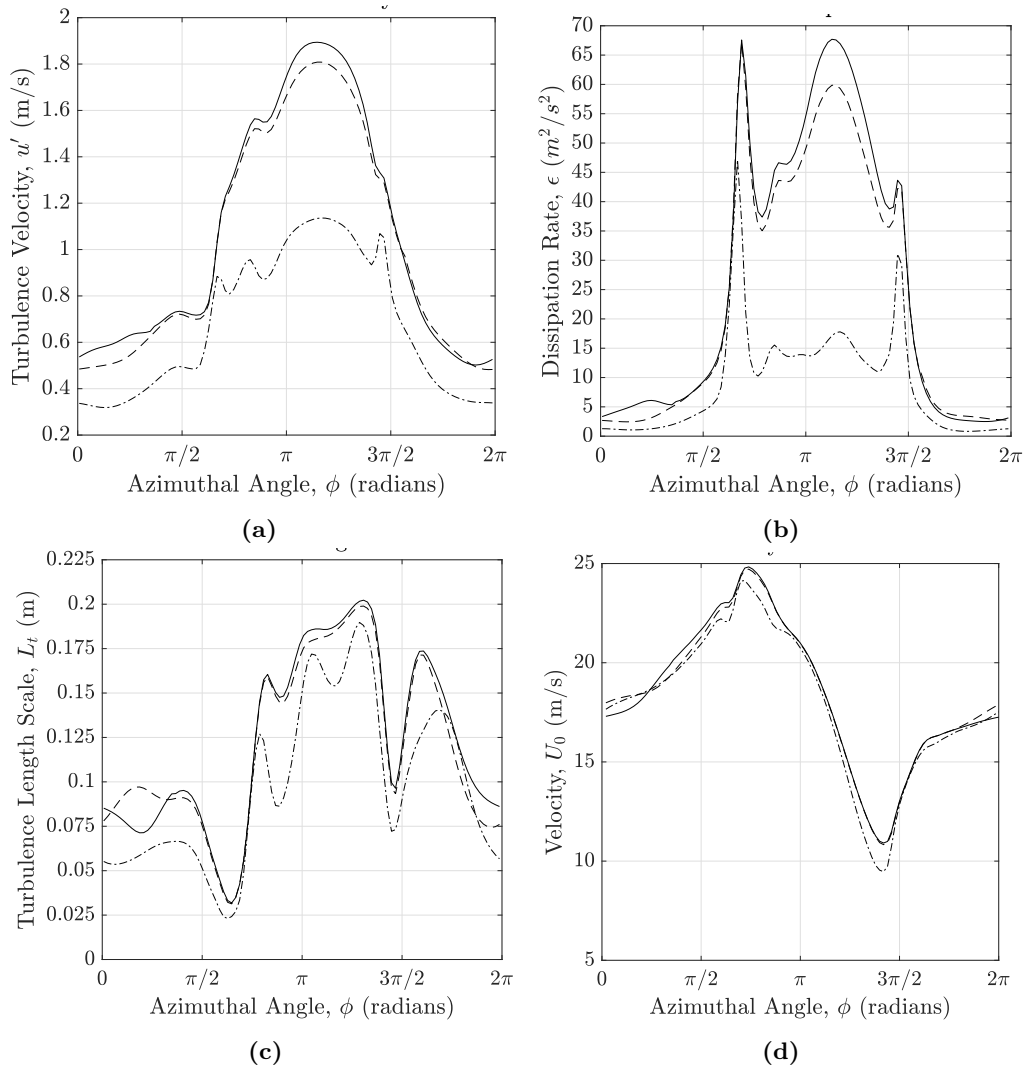 2
1.8
1.6
1.4
1.2
1
0.8
0.6
0.4
0.2
Turbulence Velocity, u′ (m/s)
0 π/2 π 3π/2 2π
Azimuthal Angle, ϕ (radians)
(a)
70
65
60
55
50
45
40
35
30
25
20
15
10
5
0
Dissipation Rate, ϵ (m²/s²)
0 π/2 π 3π/2 2π
Azimuthal Angle, ϕ (radians)
(b)
0.225
0.2
0.175
0.15
0.125
0.1
0.075
0.05
0.025
0
Turbulence Length Scale, Lₜ (m)
0 π/2 π 3π/2 2π
Azimuthal Angle, ϕ (radians)
(c)
25
20
15
10
5
Velocity, U₀ (m/s)
0 π/2 π 3π/2 2π
Azimuthal Angle, ϕ (radians)
(d)